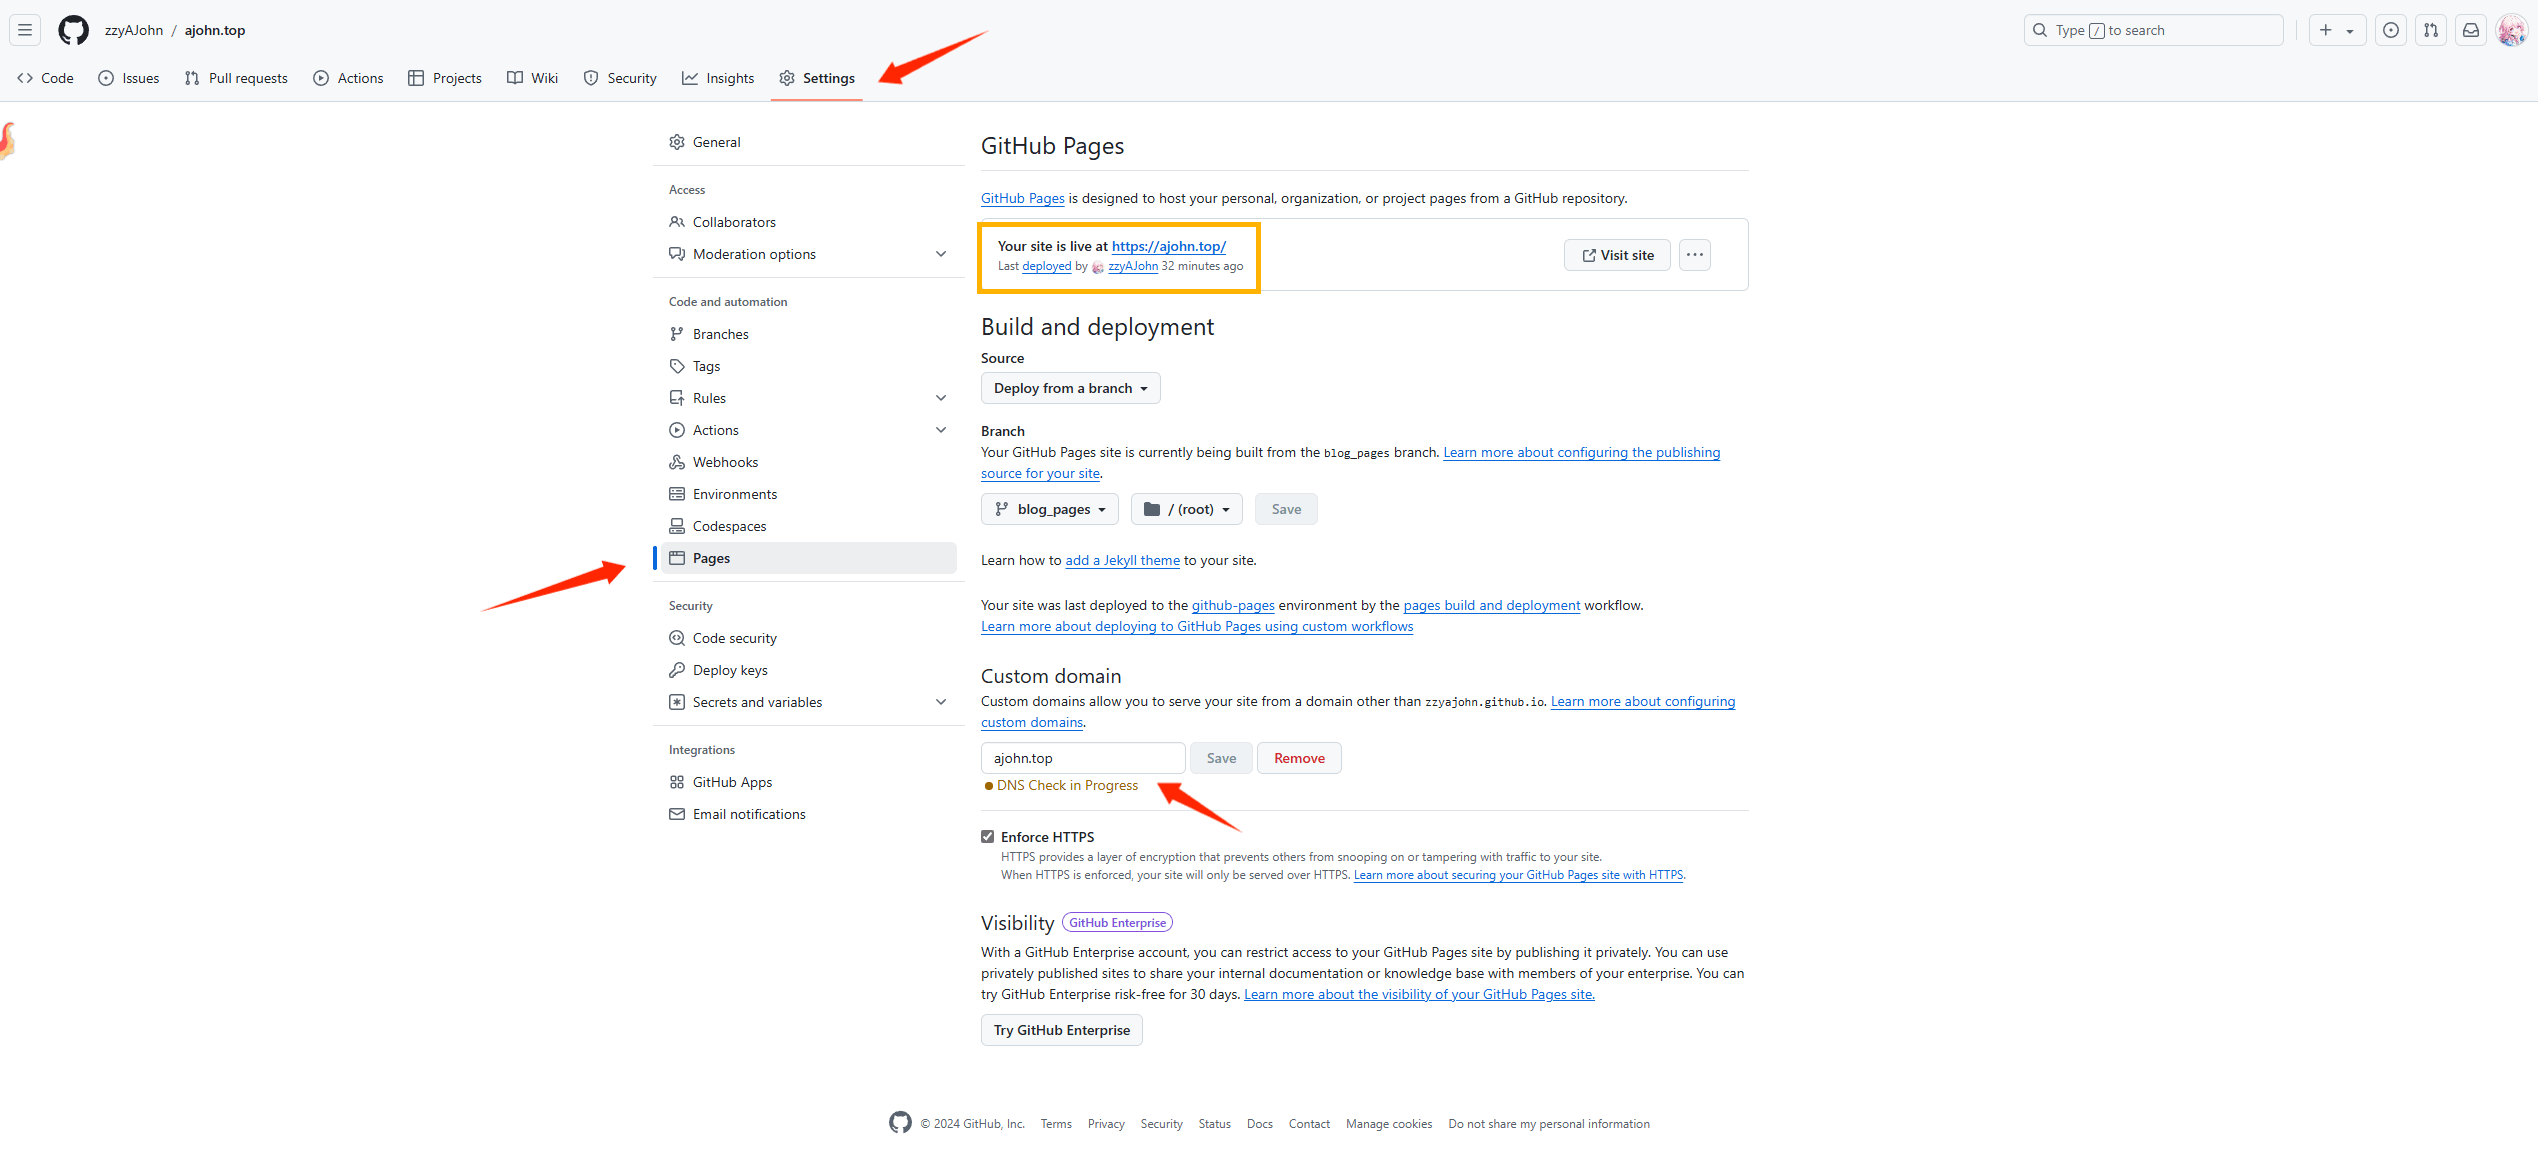 zzyAJohn / ajohn.top
Type / to search
Code Issues Pull requests Actions Projects Wiki Security Insights Settings
General
Access
Collaborators
Moderation options
Code and automation
Branches
Tags
Rules
Actions
Webhooks
Environments
Codespaces
Pages
Security
Code security
Deploy keys
Secrets and variables
Integrations
GitHub Apps
Email notifications
GitHub Pages
GitHub Pages is designed to host your personal, organization, or project pages from a GitHub repository.
Your site is live at https://ajohn.top/
Last deployed by zzyAJohn 32 minutes ago
Visit site
Build and deployment
Source
Deploy from a branch
Branch
Your GitHub Pages site is currently being built from the blog_pages branch. Learn more about configuring the publishing
source for your site.
blog_pages / (root) Save
Learn how to add a Jekyll theme to your site.
Your site was last deployed to the github-pages environment by the pages build and deployment workflow.
Learn more about deploying to GitHub Pages using custom workflows
Custom domain
Custom domains allow you to serve your site from a domain other than zzyajohn.github.io. Learn more about configuring
custom domains.
ajohn.top Save Remove
DNS Check in Progress
Enforce HTTPS
HTTPS provides a layer of encryption that prevents others from snooping on or tampering with traffic to your site.
When HTTPS is enforced, your site will only be served over HTTPS. Learn more about securing your GitHub Pages site with HTTPS.
Visibility GitHub Enterprise
With a GitHub Enterprise account, you can restrict access to your GitHub Pages site by publishing it privately. You can use
privately published sites to share your internal documentation or knowledge base with members of your enterprise. You can
try GitHub Enterprise risk-free for 30 days. Learn more about the visibility of your GitHub Pages site.
Try GitHub Enterprise
© 2024 GitHub, Inc. Terms Privacy Security Status Docs Contact Manage cookies Do not share my personal information